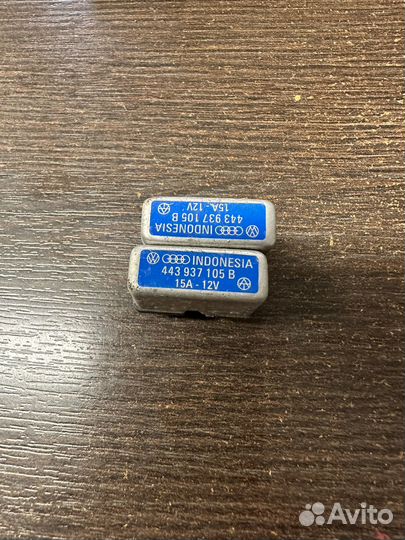 INDONESIA
443 937 105 B
15A - 12V
INDONESIA
443 937 105 B
15A - 12V
Avito